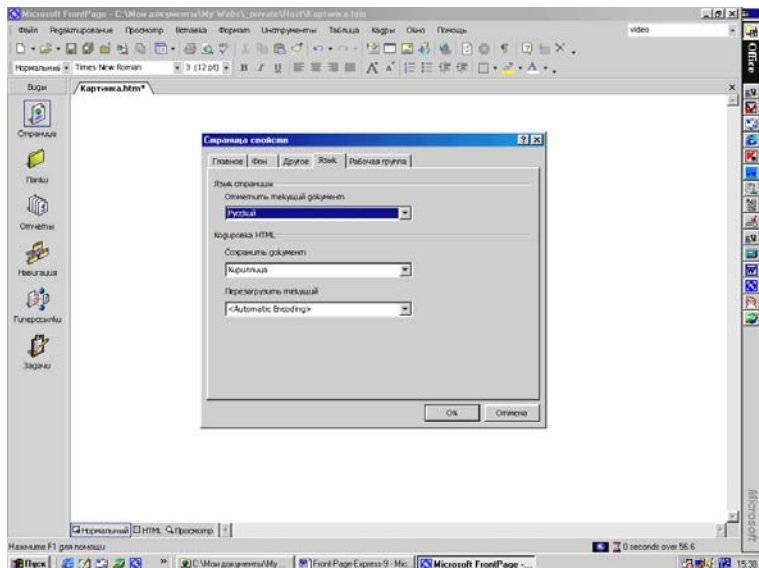 Microsoft FrontPage - C:\Мои документы\My Webs\_private\Host\Картинка.htm
Файл Редактирование Просмотр Вставка Формат Инструменты Таблица Кадры Окно Помощь video
Нормальный Times New Roman 3 (12 pt)
Виды
Картинка.htm*
Office
Страница
Папки
Отчеты
Навигация
Гиперссылки
Задачи
Страница свойств
Главное Фон Другое Язык Рабочая группа
Язык страницы
Отметить текущий документ
Русский
Кодировка HTML
Сохранить документ
Кириллица
Перезагрузить текущий
<Automatic Encoding>
OK Отмена
Microsoft
Нормальный HTML Просмотр
Нажмите F1 для помощи
0 seconds over 56.6
Пуск
C:\Мои документы\My...
Front Page Express-9 - Mic...
Microsoft FrontPage -...
15:30